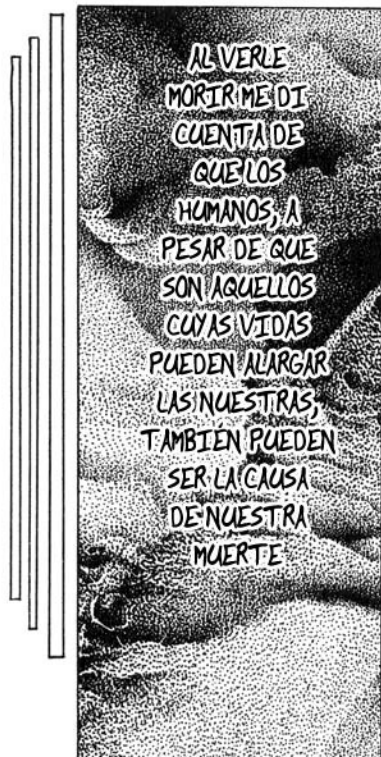 AL VERLE
MORIR ME DI
CUENTA DE
QUE LOS
HUMANOS, A
PESAR DE QUE
SON AQUELLOS
CUYAS VIDAS
PUEDEN ALARGAR
LAS NUESTRAS,
TAMBIÉN PUEDEN
SER LA CAUSA
DE NUESTRA
MUERTE